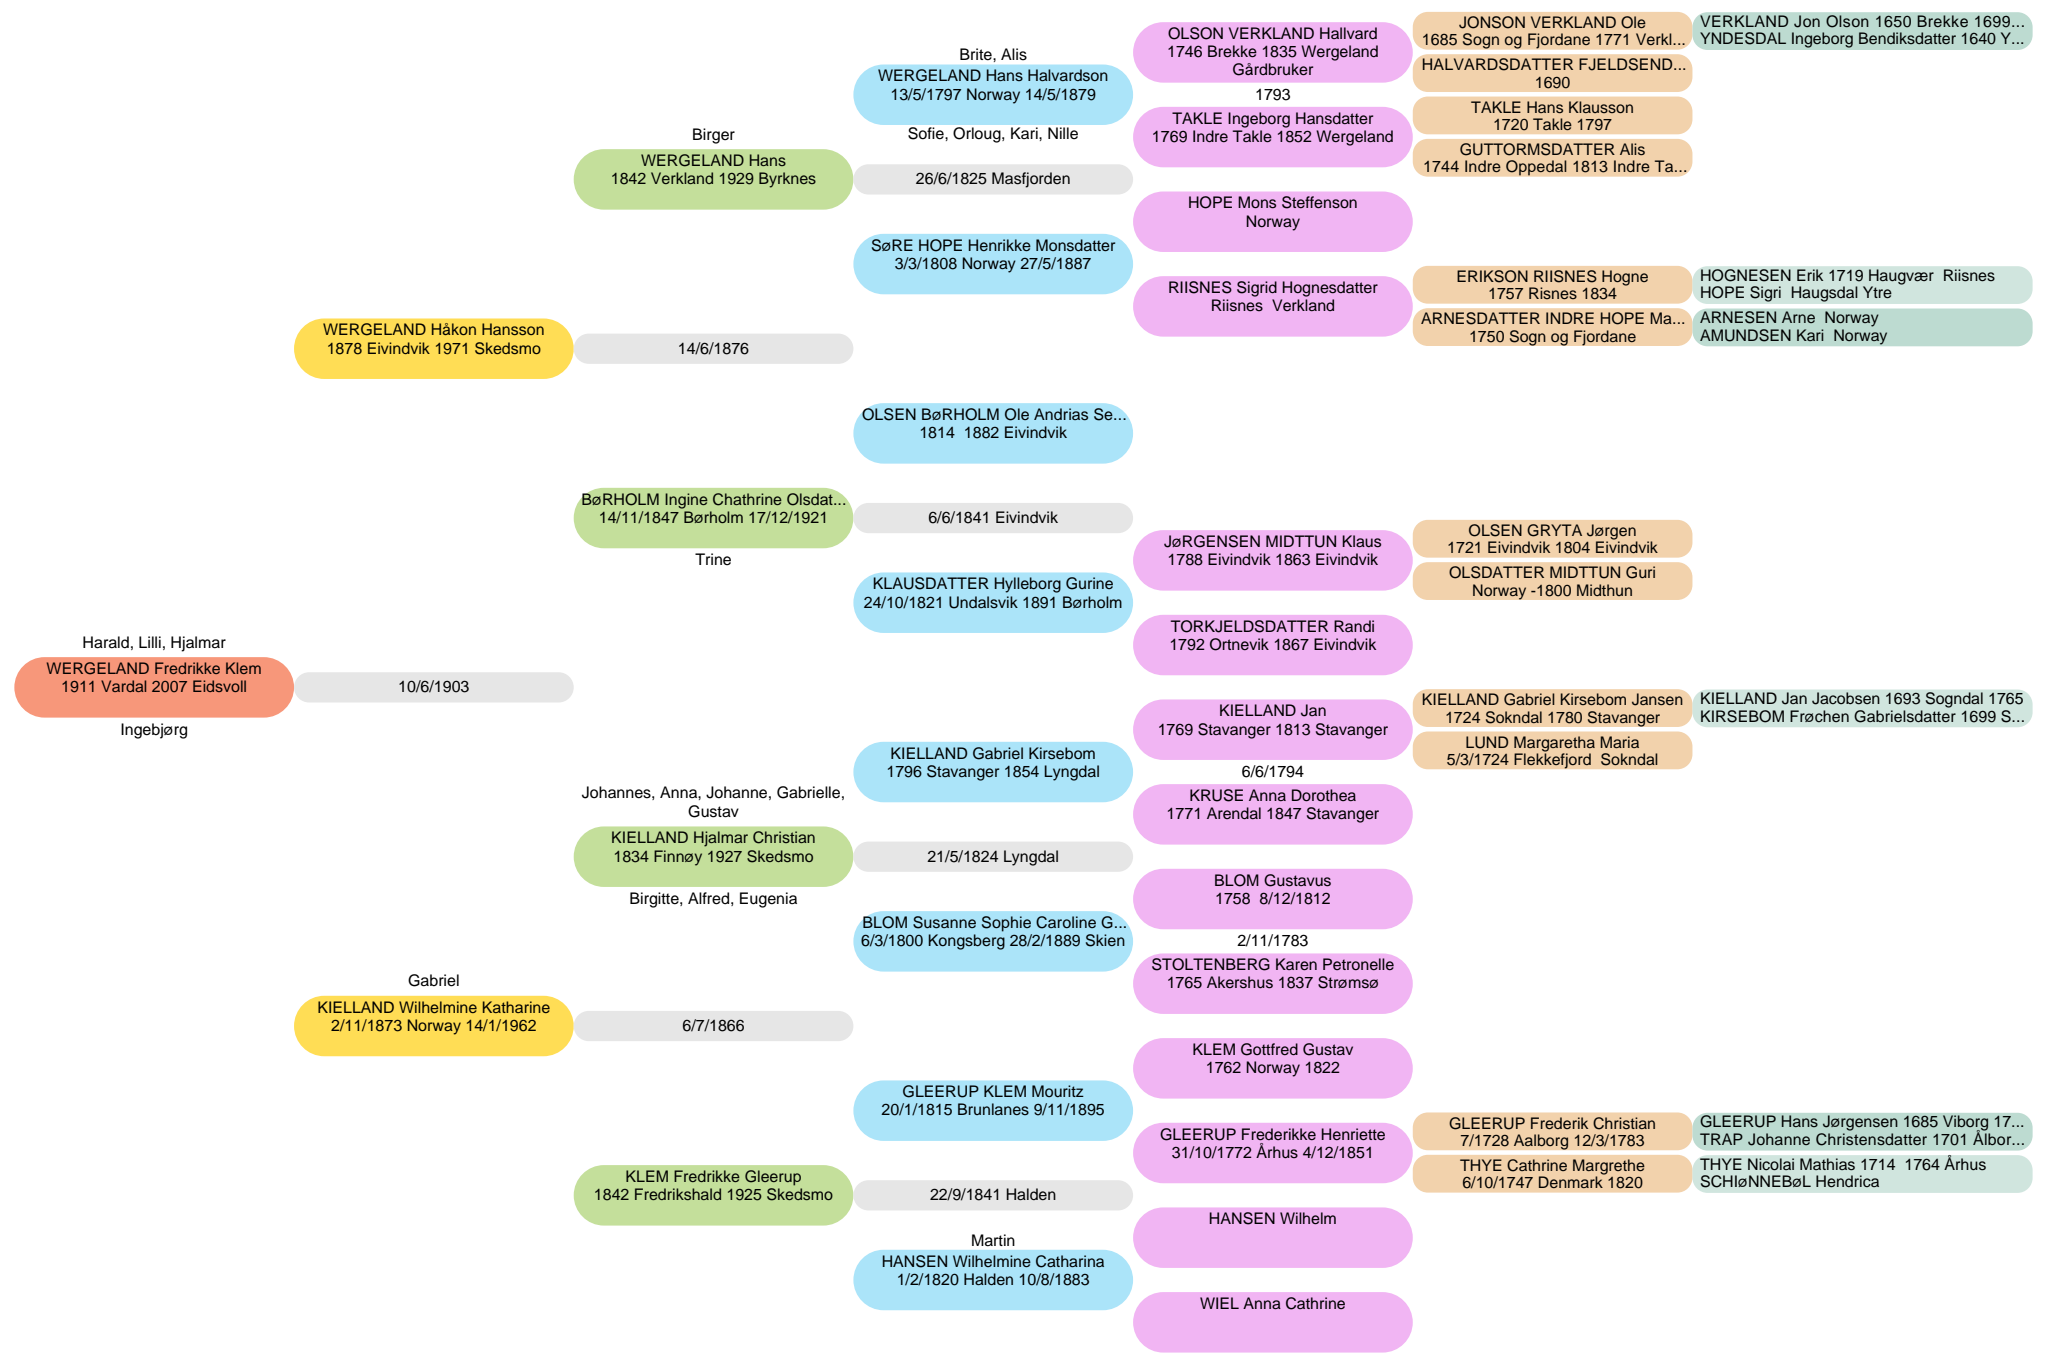 Harald, Lilli, Hjalmar
WERGELAND Fredrikke Klem
1911 Vardal 2007 Eidsvoll
Ingebjørg
10/6/1903
WERGELAND Håkon Hansson
1878 Eivindvik 1971 Skedsmo
14/6/1876
Gabriel
KIELLAND Wilhelmine Katharine
2/11/1873 Norway 14/1/1962
6/7/1866
Birger
WERGELAND Hans
1842 Verkland 1929 Byrknes
26/6/1825 Masfjorden
BøRHOLM Ingine Chathrine Olsdat...
14/11/1847 Børholm 17/12/1921
Trine
6/6/1841 Eivindvik
Johannes, Anna, Johanne, Gabrielle,
Gustav
KIELLAND Hjalmar Christian
1834 Finnøy 1927 Skedsmo
Birgitte, Alfred, Eugenia
21/5/1824 Lyngdal
KLEM Fredrikke Gleerup
1842 Fredrikshald 1925 Skedsmo
22/9/1841 Halden
Brite, Alis
WERGELAND Hans Halvardson
13/5/1797 Norway 14/5/1879
Sofie, Orloug, Kari, Nille
SøRE HOPE Henrikke Monsdatter
3/3/1808 Norway 27/5/1887
OLSEN BøRHOLM Ole Andrias Se...
1814  1882 Eivindvik
KLAUSDATTER Hylleborg Gurine
24/10/1821 Undalsvik 1891 Børholm
KIELLAND Gabriel Kirsebom
1796 Stavanger 1854 Lyngdal
BLOM Susanne Sophie Caroline G...
6/3/1800 Kongsberg 28/2/1889 Skien
GLEERUP KLEM Mouritz
20/1/1815 Brunlanes 9/11/1895
Martin
HANSEN Wilhelmine Catharina
1/2/1820 Halden 10/8/1883
OLSON VERKLAND Hallvard
1746 Brekke 1835 Wergeland
Gårdbruker
1793
TAKLE Ingeborg Hansdatter
1769 Indre Takle 1852 Wergeland
HOPE Mons Steffenson
Norway
RIISNES Sigrid Hognesdatter
Riisnes  Verkland
JøRGENSEN MIDTTUN Klaus
1788 Eivindvik 1863 Eivindvik
TORKJELDSDATTER Randi
1792 Ortnevik 1867 Eivindvik
KIELLAND Jan
1769 Stavanger 1813 Stavanger
6/6/1794
KRUSE Anna Dorothea
1771 Arendal 1847 Stavanger
BLOM Gustavus
1758  8/12/1812
2/11/1783
STOLTENBERG Karen Petronelle
1765 Akershus 1837 Strømsø
KLEM Gottfred Gustav
1762 Norway 1822
GLEERUP Frederikke Henriette
31/10/1772 Århus 4/12/1851
HANSEN Wilhelm
WIEL Anna Cathrine
JONSON VERKLAND Ole
1685 Sogn og Fjordane 1771 Verkl...
HALVARDSDATTER FJELDSEND...
1690
TAKLE Hans Klausson
1720 Takle 1797
GUTTORMSDATTER Alis
1744 Indre Oppedal 1813 Indre Ta...
ERIKSON RIISNES Hogne
1757 Risnes 1834
ARNESDATTER INDRE HOPE Ma...
1750 Sogn og Fjordane
OLSEN GRYTA Jørgen
1721 Eivindvik 1804 Eivindvik
OLSDATTER MIDTTUN Guri
Norway -1800 Midthun
KIELLAND Gabriel Kirsebom Jansen
1724 Sokndal 1780 Stavanger
LUND Margaretha Maria
5/3/1724 Flekkefjord  Sokndal
GLEERUP Frederik Christian
7/1728 Aalborg 12/3/1783
THYE Cathrine Margrethe
6/10/1747 Denmark 1820
VERKLAND Jon Olson 1650 Brekke 1699...
YNDESDAL Ingeborg Bendiksdatter 1640 Y...
HOGNESEN Erik 1719 Haugvær  Riisnes
HOPE Sigri  Haugsdal Ytre
ARNESEN Arne  Norway
AMUNDSEN Kari  Norway
KIELLAND Jan Jacobsen 1693 Sogndal 1765
KIRSEBOM Frøchen Gabrielsdatter 1699 S...
GLEERUP Hans Jørgensen 1685 Viborg 17...
TRAP Johanne Christensdatter 1701 Ålbor...
THYE Nicolai Mathias 1714  1764 Århus
SCHIøNNEBøL Hendrica